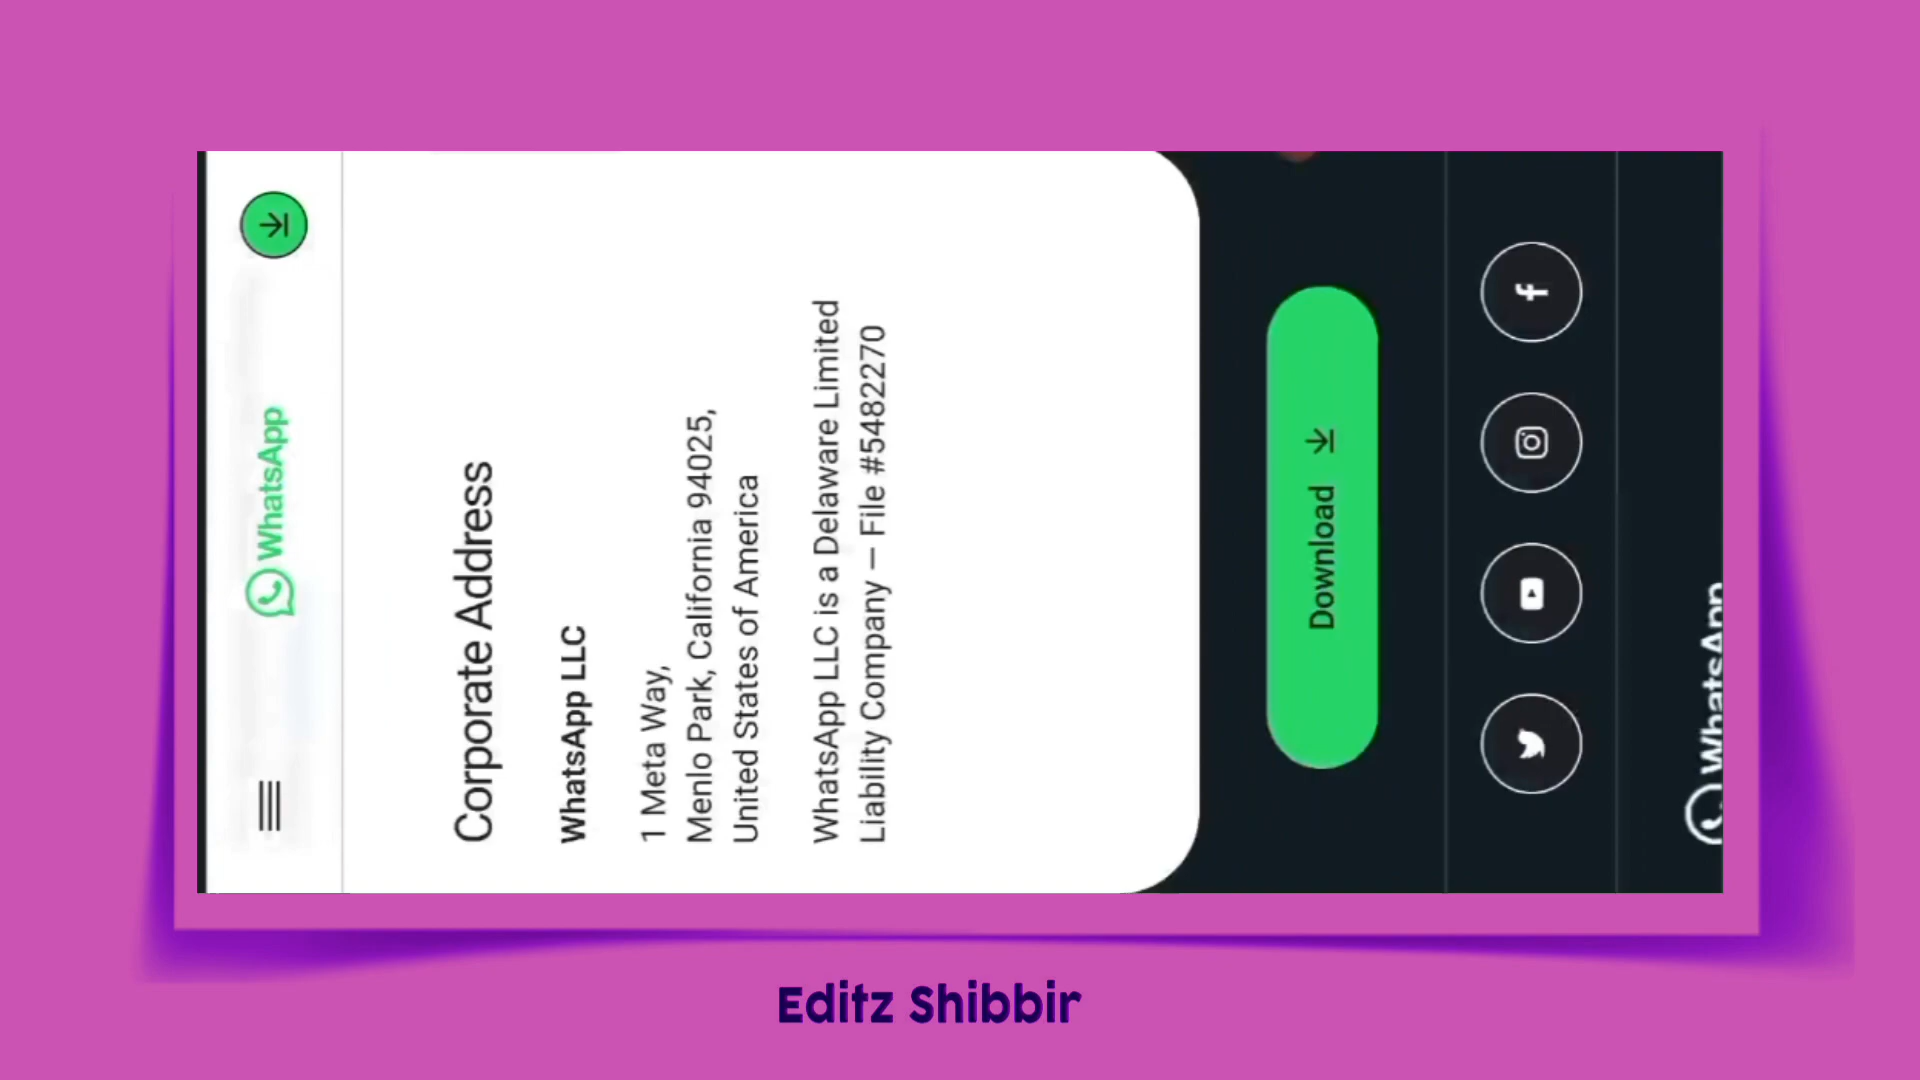 WhatsApp
Corporate Address
WhatsApp LLC
1 Meta Way,
Menlo Park, California 94025,
United States of America
WhatsApp LLC is a Delaware Limited
Liability Company – File #5482270
Download
WhatsApp
Editz Shibbir